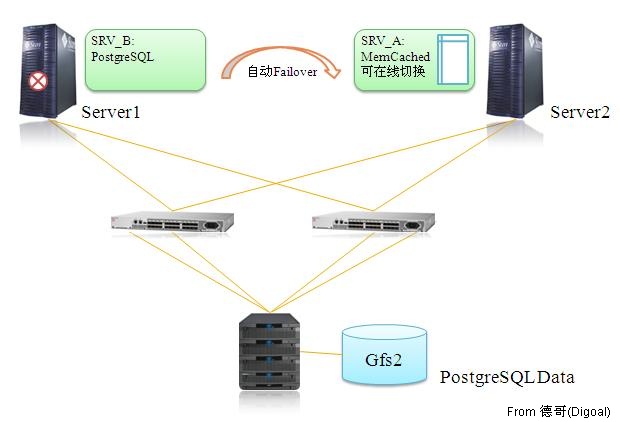 SRV_B:
PostgreSQL
自动Failover
SRV_A:
MemCached
可在线切换
Server1
Server2
Gfs2
PostgreSQLData
From 德哥(Digoal)